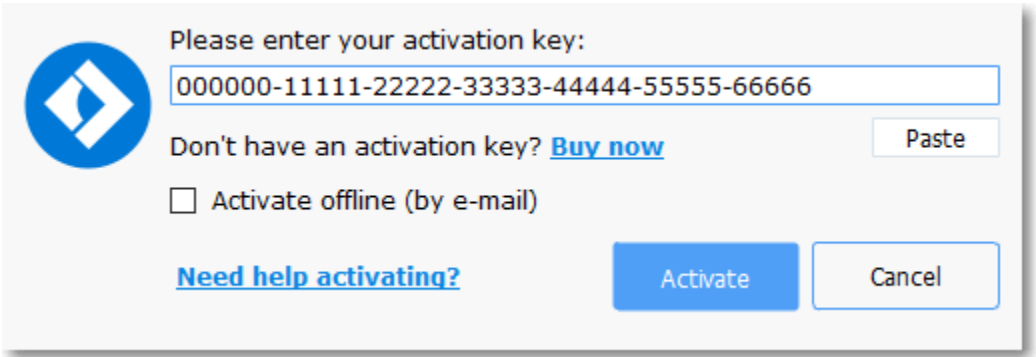 Please enter your activation key:
000000-11111-22222-33333-44444-55555-66666
Don't have an activation key? Buy now
Paste
Activate offline (by e-mail)
Need help activating?
Activate
Cancel